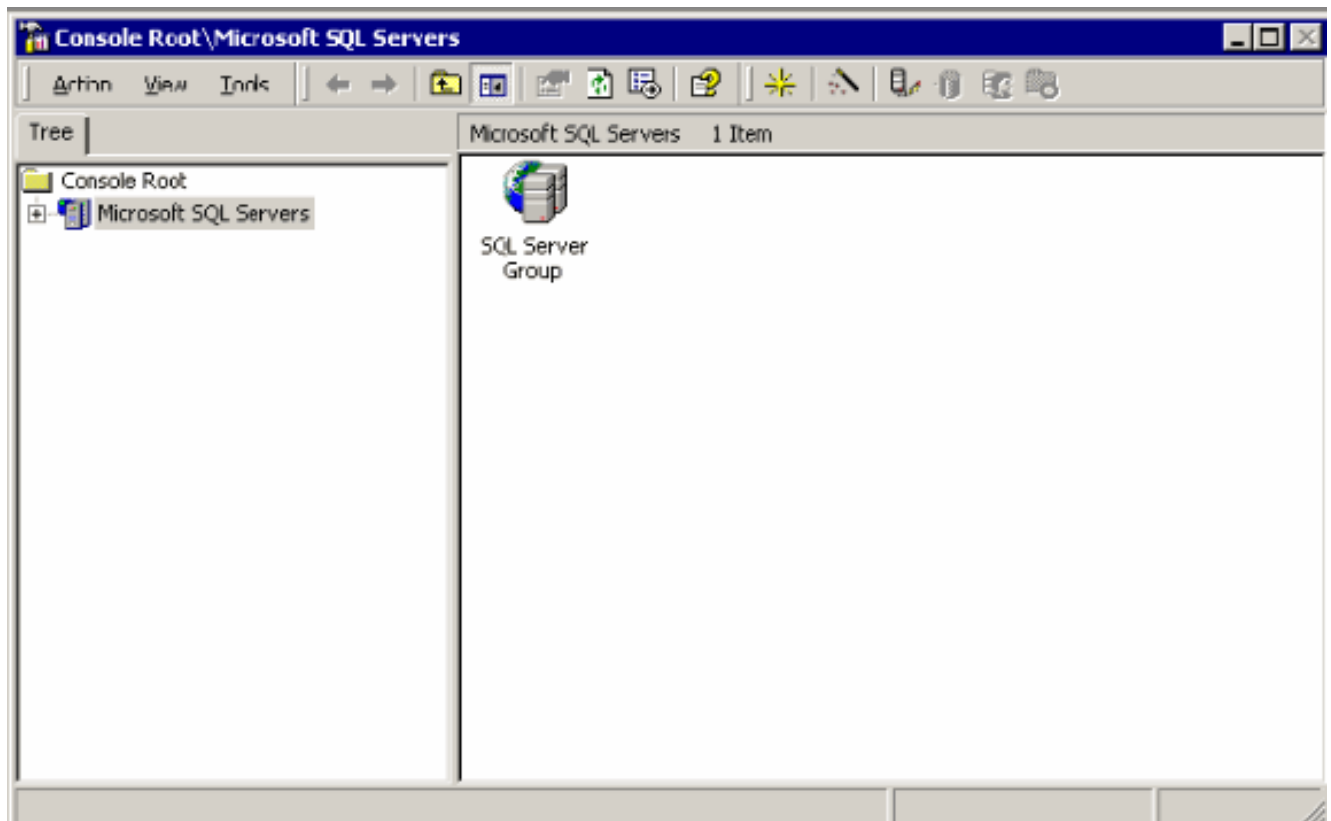 Console Root\Microsoft SQL Servers
Action View Tools
Tree
Microsoft SQL Servers 1 Item
Console Root
Microsoft SQL Servers
SQL Server
Group